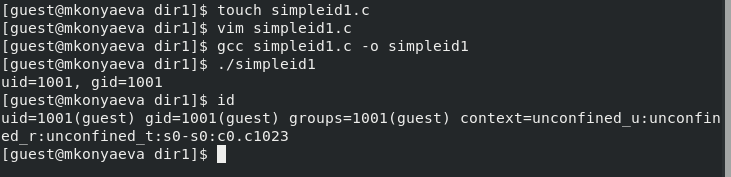 [guest@mkonyaeva dir1]$ touch simpleid1.c
[guest@mkonyaeva dir1]$ vim simpleid1.c
[guest@mkonyaeva dir1]$ gcc simpleid1.c -o simpleid1
[guest@mkonyaeva dir1]$ ./simpleid1
uid=1001, gid=1001
[guest@mkonyaeva dir1]$ id
uid=1001(guest) gid=1001(guest) groups=1001(guest) context=unconfined_u:unconfin
ed_r:unconfined_t:s0-s0:c0.c1023
[guest@mkonyaeva dir1]$